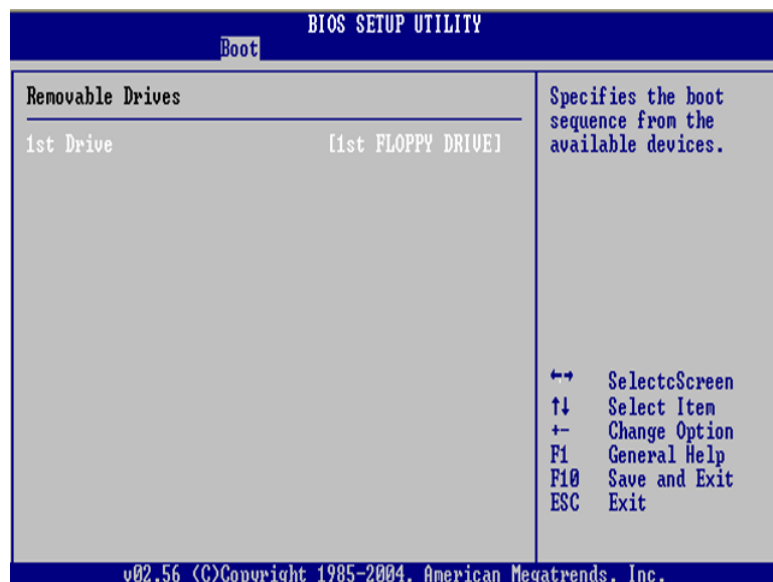 BIOS SETUP UTILITY
Boot
Removable Drives
1st Drive [1st FLOPPY DRIVE]
Specifies the boot
sequence from the
available devices.
←→ SelectcScreen
↑↓ Select Item
+- Change Option
F1 General Help
F10 Save and Exit
ESC Exit
v02.56 (C)Copyright 1985-2004, American Megatrends, Inc.